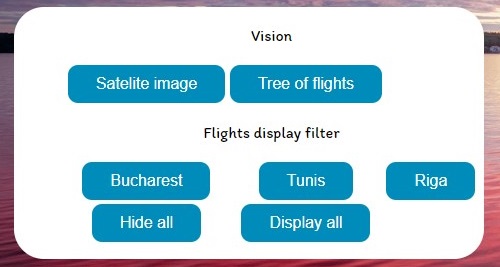 Vision
Satelite image Tree of flights
Flights display filter
Bucharest Tunis Riga
Hide all Display all